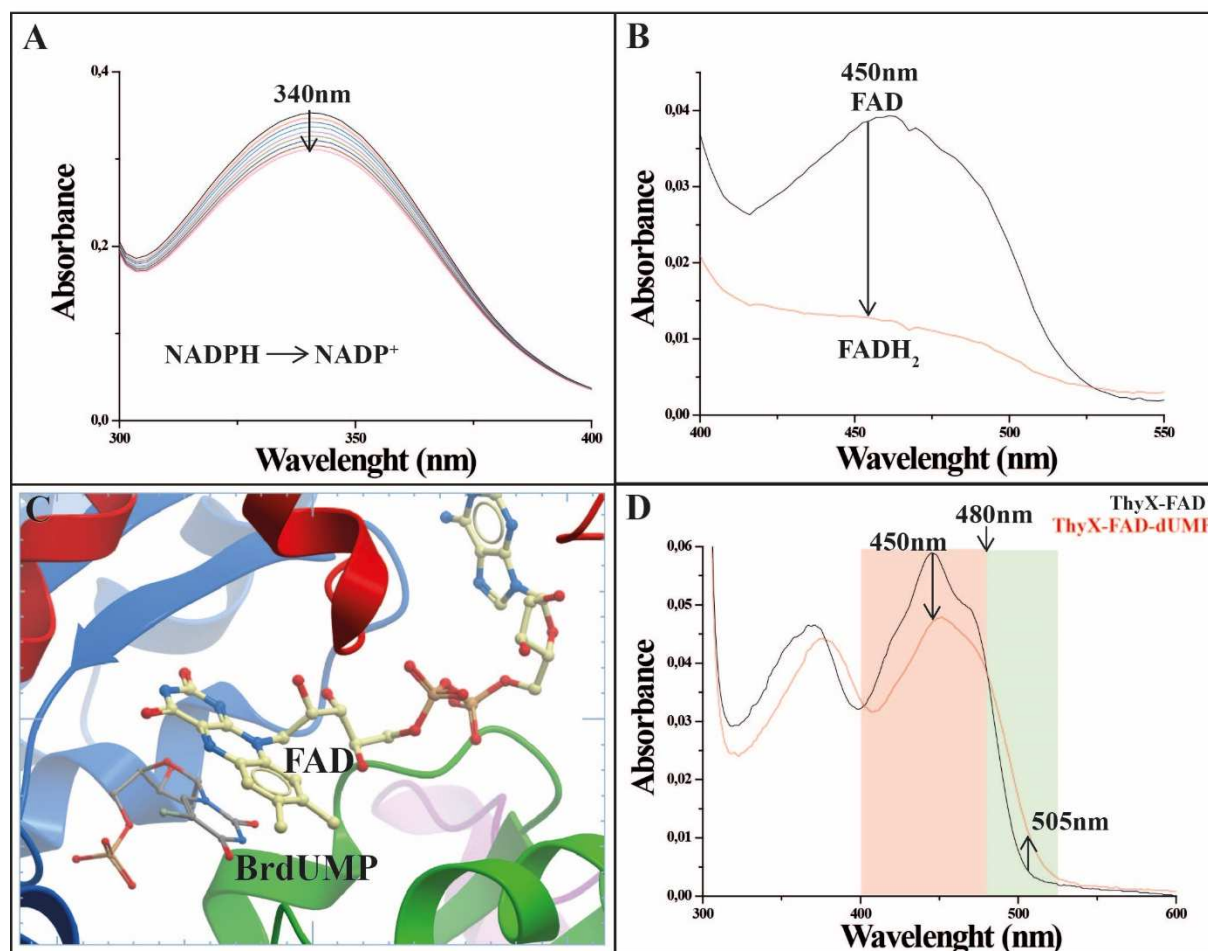 A
0,4
340nm
0,2
Absorbance
NADPH → NADP⁺
0,0
300
350
400
Wavelenght (nm)
B
450nm
FAD
0,04
0,03
0,02
Absorbance
FADH₂
0,01
0,00
400
450
500
550
Wavelenght (nm)
C
FAD
BrdUMP
D
ThyX-FAD
480nm
ThyX-FAD-dUMP
450nm
0,06
0,05
0,04
0,03
Absorbance
0,02
505nm
0,01
0,00
300
400
500
600
Wavelenght (nm)